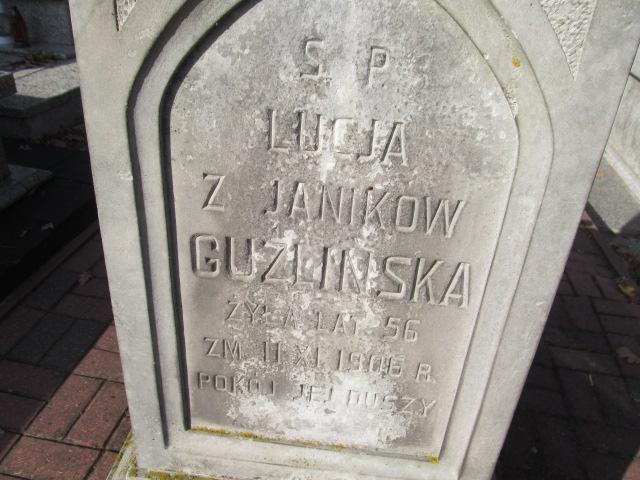 Ś P
LUCJA
Z JANIKÓW
GUZLIŃSKA
ŻYŁA LAT 56
ZM. 11 XI. 1906 R.
POKÓJ JEJ DUSZY